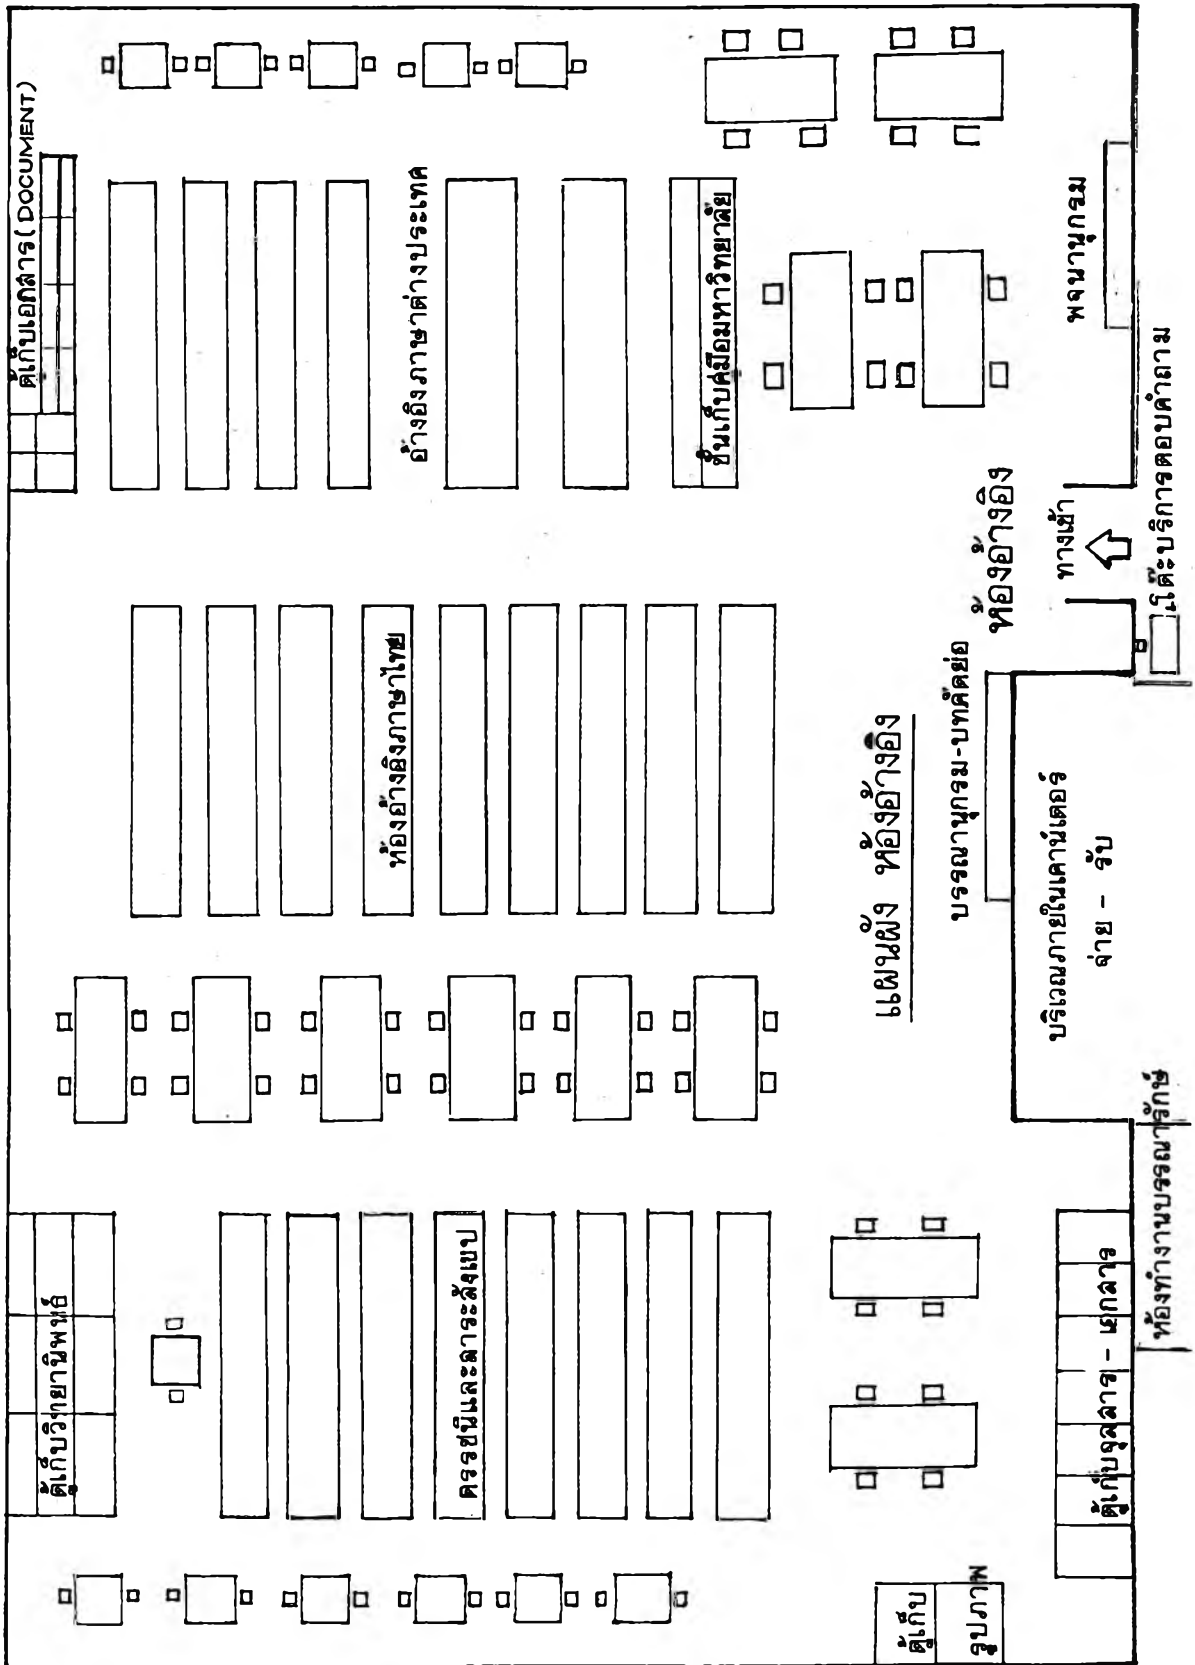 ตู้เก็บเอกสาร (DOCUMENT)
อ้างอิงภาษาต่างประเทศ
ชั้นเก็บคู่มือมหาวิทยาลัย
พจนานุกรม
ห้องอ้างอิง
ทางเข้า
โต๊ะบริการตอบคำถาม
ห้องอ้างอิงภาษาไทย
แผนผัง ห้องอ้างอิง
บรรณานุกรม-บทคัดย่อ
บริเวณภายในเคาน์เตอร์
จ่าย - รับ
ตู้เก็บวิทยานิพนธ์
ดรรชนีและสาระสังเขป
ห้องทำงานบรรณารักษ์
ตู้เก็บจุลสาร - เอกสาร
ตู้เก็บ
รูปภาพ